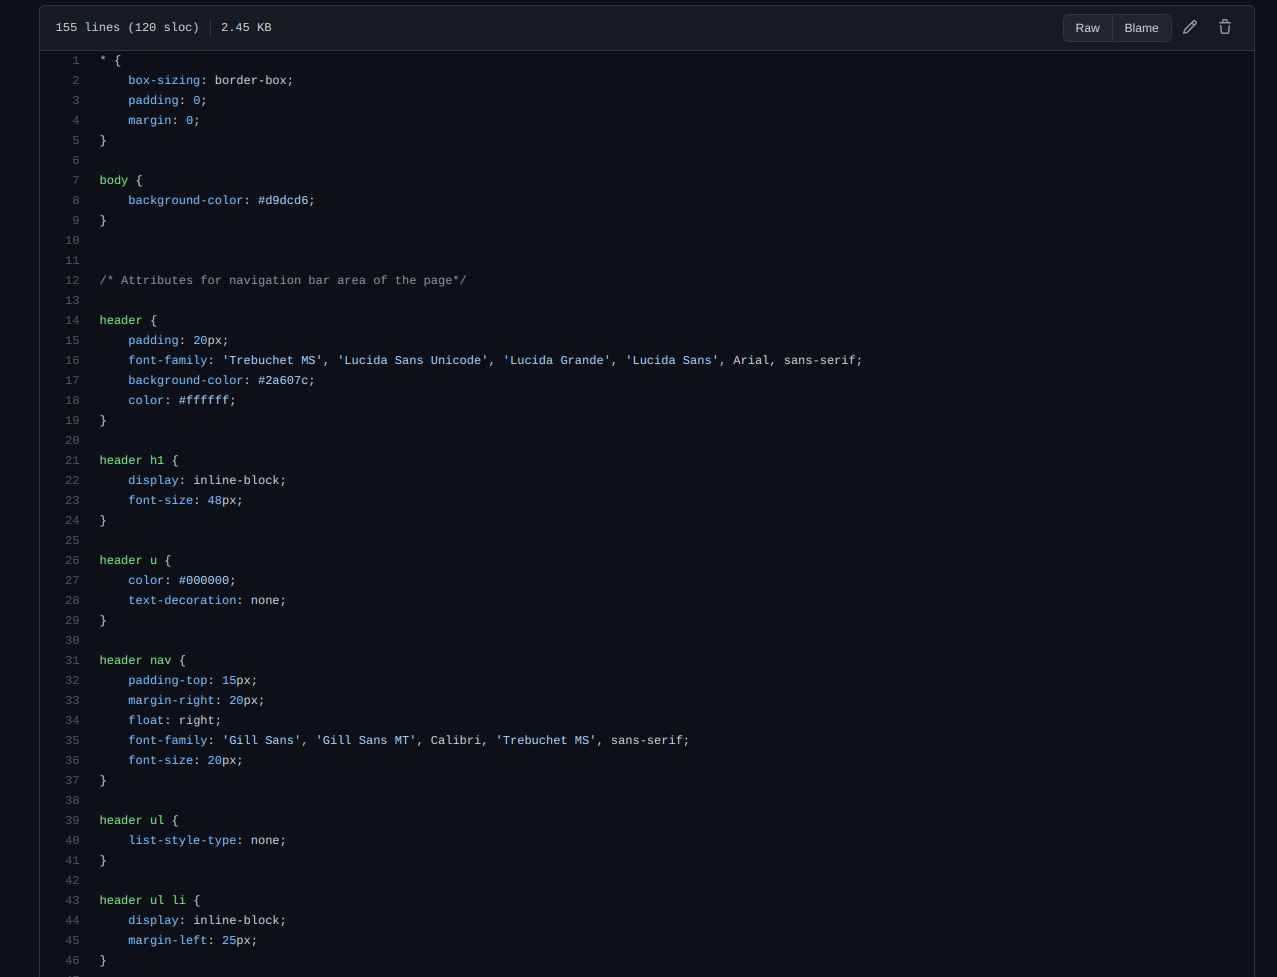 155 lines (120 sloc) 2.45 KB Raw Blame
1 * {
2     box-sizing: border-box;
3     padding: 0;
4     margin: 0;
5 }
6
7 body {
8     background-color: #d9dcd6;
9 }
10
11
12 /* Attributes for navigation bar area of the page*/
13
14 header {
15     padding: 20px;
16     font-family: 'Trebuchet MS', 'Lucida Sans Unicode', 'Lucida Grande', 'Lucida Sans', Arial, sans-serif;
17     background-color: #2a607c;
18     color: #ffffff;
19 }
20
21 header h1 {
22     display: inline-block;
23     font-size: 48px;
24 }
25
26 header u {
27     color: #000000;
28     text-decoration: none;
29 }
30
31 header nav {
32     padding-top: 15px;
33     margin-right: 20px;
34     float: right;
35     font-family: 'Gill Sans', 'Gill Sans MT', Calibri, 'Trebuchet MS', sans-serif;
36     font-size: 20px;
37 }
38
39 header ul {
40     list-style-type: none;
41 }
42
43 header ul li {
44     display: inline-block;
45     margin-left: 25px;
46 }